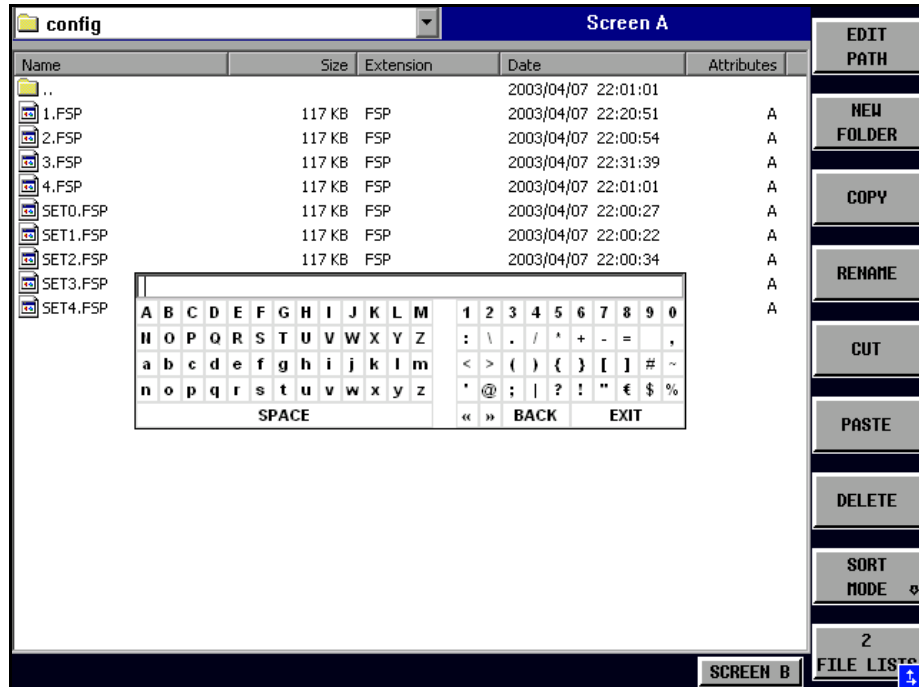 config
Screen A
Name Size Extension Date Attributes
.. 2003/04/07 22:01:01
1.FSP 117 KB FSP 2003/04/07 22:20:51 A
2.FSP 117 KB FSP 2003/04/07 22:00:54 A
3.FSP 117 KB FSP 2003/04/07 22:31:39 A
4.FSP 117 KB FSP 2003/04/07 22:01:01 A
SET0.FSP 117 KB FSP 2003/04/07 22:00:27 A
SET1.FSP 117 KB FSP 2003/04/07 22:00:22 A
SET2.FSP 117 KB FSP 2003/04/07 22:00:34 A
SET3.FSP A
SET4.FSP A
A B C D E F G H I J K L M 1 2 3 4 5 6 7 8 9 0
N O P Q R S T U V W X Y Z : \ . / * + - = ,
a b c d e f g h i j k l m < > ( ) { } [ ] # ~
n o p q r s t u v w x y z ' @ ; | ? ! " € $ %
SPACE « » BACK EXIT
EDIT
PATH
NEW
FOLDER
COPY
RENAME
CUT
PASTE
DELETE
SORT
MODE
2
FILE LISTS
SCREEN B